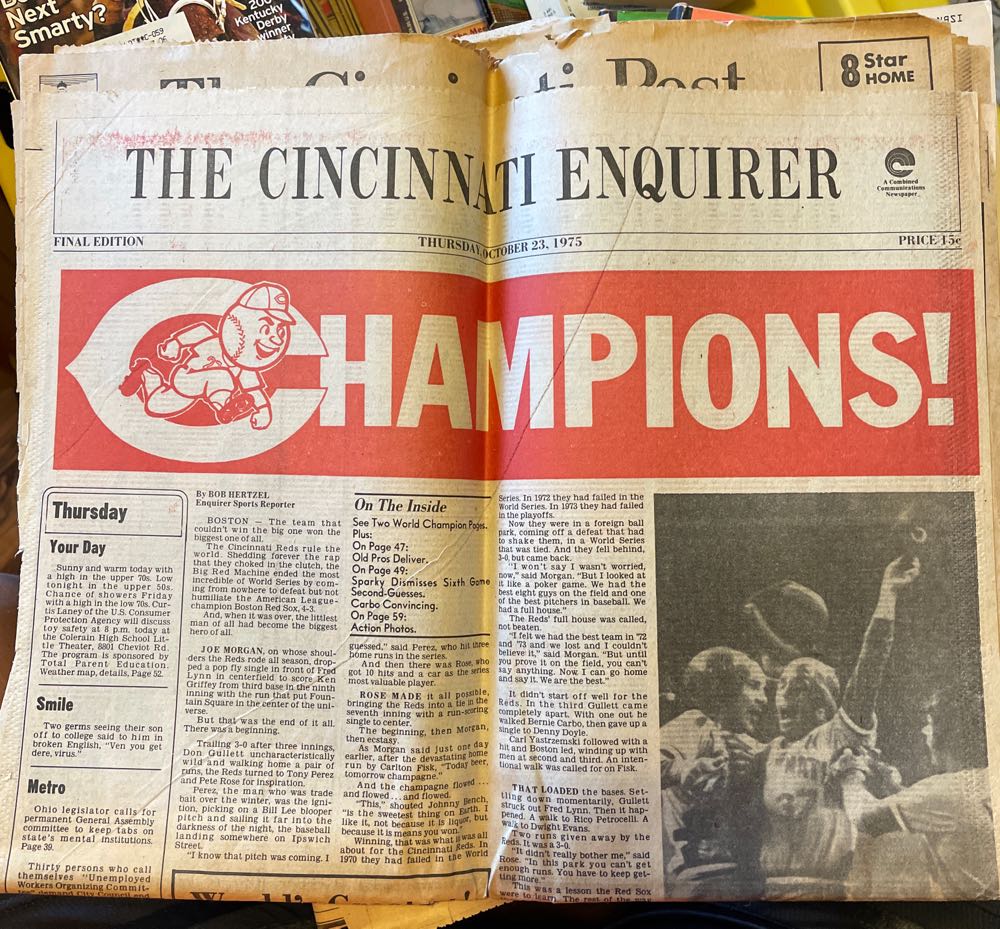 Next
Smarty?
200
Kentucky
Derby
Winner
The Cincinnati Post
8 Star
HOME
THE CINCINNATI ENQUIRER
A Combined
Communications
Newspaper
FINAL EDITION
THURSDAY, OCTOBER 23, 1975
PRICE 15c
CHAMPIONS!
Thursday
Your Day
Sunny and warm today with
a high in the upper 70s. Low
tonight in the upper 50s.
Chance of showers Friday
with a high in the low 70s. Cur-
tis Laney of the U.S. Consumer
Protection Agency will discuss
toy safety at 8 p.m. today at
the Colerain High School Lit-
tle Theater, 8801 Cheviot Rd.
The program is sponsored by
Total Parent Education.
Weather map, details, Page 52.
Smile
Two germs seeing their son
off to college said to him in
broken English, "Ven you get
dere, virus."
Metro
Ohio legislator calls for
permanent General Assembly
committee to keep tabs on
state's mental institutions.
Page 39.
Thirty persons who call
themselves "Unemployed
Workers Organizing Commit-
tee" demand City Council end
By BOB HERTZEL
Enquirer Sports Reporter
BOSTON — The team that
couldn't win the big one won the
biggest one of all.
The Cincinnati Reds rule the
world. Shedding forever the rap
that they choked in the clutch, the
Big Red Machine ended the most
incredible of World Series by com-
ing from nowhere to defeat but not
humiliate the American League-
champion Boston Red Sox, 4-3.
And, when it was over, the littlest
man of all had become the biggest
hero of all.
JOE MORGAN, on whose shoul-
ders the Reds rode all season, drop-
ped a pop fly single in front of Fred
Lynn in centerfield to score Ken
Griffey from third base in the ninth
inning with the run that put Foun-
tain Square in the center of the uni-
verse.
But that was the end of it all.
There was a beginning.
Trailing 3-0 after three innings,
Don Gullett uncharacteristically
wild and walking home a pair of
runs, the Reds turned to Tony Perez
and Pete Rose for inspiration.
Perez, the man who was trade
bait over the winter, was the igni-
tion, picking on a Bill Lee blooper
pitch and sailing it far into the
darkness of the night, the baseball
landing somewhere on Ipswich
Street.
"I know that pitch was coming. I
On The Inside
See Two World Champion Pages.
Plus:
On Page 47:
Old Pros Deliver.
On Page 49:
Sparky Dismisses Sixth Game
Second-Guesses.
Carbo Convincing.
On Page 59:
Action Photos.
guessed," said Perez, who hit three
home runs in the series.
And then there was Rose, who
got 10 hits and a car as the series
most valuable player.
ROSE MADE it all possible,
bringing the Reds into a tie in the
seventh inning with a run-scoring
single to center.
The beginning, then Morgan,
then ecstasy.
As Morgan said just one day
earlier, after the devastating home
run by Carlton Fisk, "Today beer,
tomorrow champagne."
And the champagne flowed . . .
and flowed . . . and flowed.
"This," shouted Johnny Bench,
"is the sweetest thing on Earth. I
like it, not because it is liquor, but
because it is means you won."
Winning, that was what it was all
about for the Cincinnati Reds. In
1970 they had failed in the World
Series. In 1972 they had failed in the
World Series. In 1973 they had failed
in the playoffs.
Now they were in a foreign ball
park, coming off a defeat that had
to shake them, in a World Series
that was tied. And they fell behind,
3-0, but came back.
"I won't say I wasn't worried,
now," said Morgan. "But I looked at
it like a poker game. We had the
best eight guys on the field and one
of the best pitchers in baseball. We
had a full house."
The Reds' full house was called,
not beaten.
"I felt we had the best team in '72
and '73 and we lost and I couldn't
believe it," said Morgan. "But until
you prove it on the field, you can't
say anything. Now, I can go home
and say it. We are the best."
It didn't start off well for the
Reds. In the third Gullett came
completely apart. With one out he
walked Bernie Carbo, then gave up a
single to Denny Doyle.
Carl Yastrzemski followed with a
hit and Boston led, winding up with
men at second and third. An inten-
tional walk was called for on Fisk.
THAT LOADED the bases. Set-
tling down momentarily, Gullett
struck out Fred Lynn. Then it hap-
pened. A walk to Rico Petrocelli. A
walk to Dwight Evans.
Two runs given away by the
Reds. It was a 3-0.
"It didn't really bother me," said
Rose. "In this park you can't get
enough runs. You have to keep get-
ting more."
This was a lesson the Red Sox
were to learn. The rest of the way